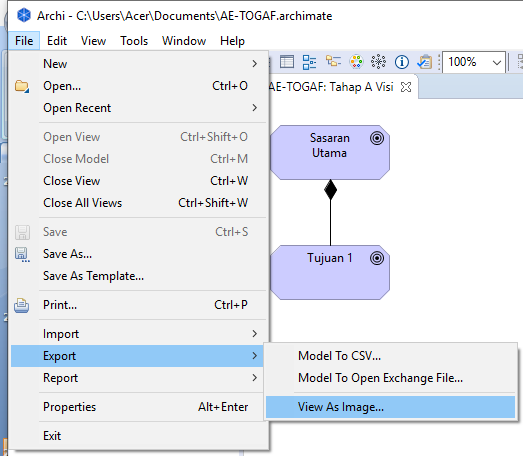 Archi - C:\Users\Acer\Documents\AE-TOGAF.archimate
File Edit View Tools Window Help
New
Open... Ctrl+O
Open Recent
Open View Ctrl+Shift+O
Close Model Ctrl+M
Close View Ctrl+W
Close All Views Ctrl+Shift+W
Save Ctrl+S
Save As...
Save As Template...
Print... Ctrl+P
Import
Export
Report
Properties Alt+Enter
Exit
Model To CSV...
Model To Open Exchange File...
View As Image...
100%
AE-TOGAF: Tahap A Visi
Sasaran
Utama
Tujuan 1